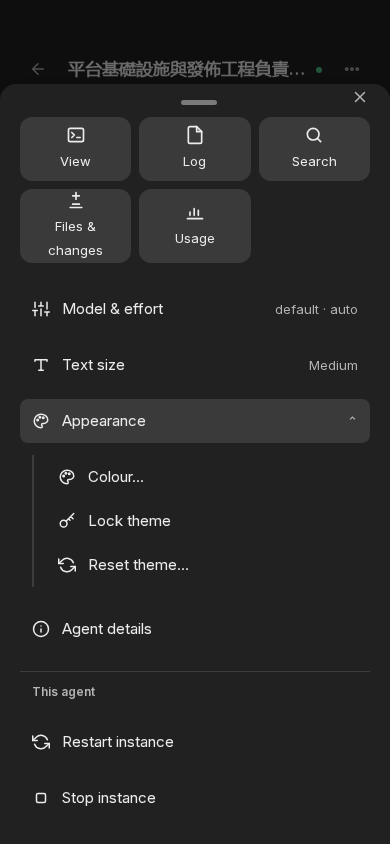 平台基礎設施與發佈工程負責…
View
Log
Search
Files &
changes
Usage
Model & effort
default · auto
Text size
Medium
Appearance
Colour...
Lock theme
Reset theme...
Agent details
This agent
Restart instance
Stop instance